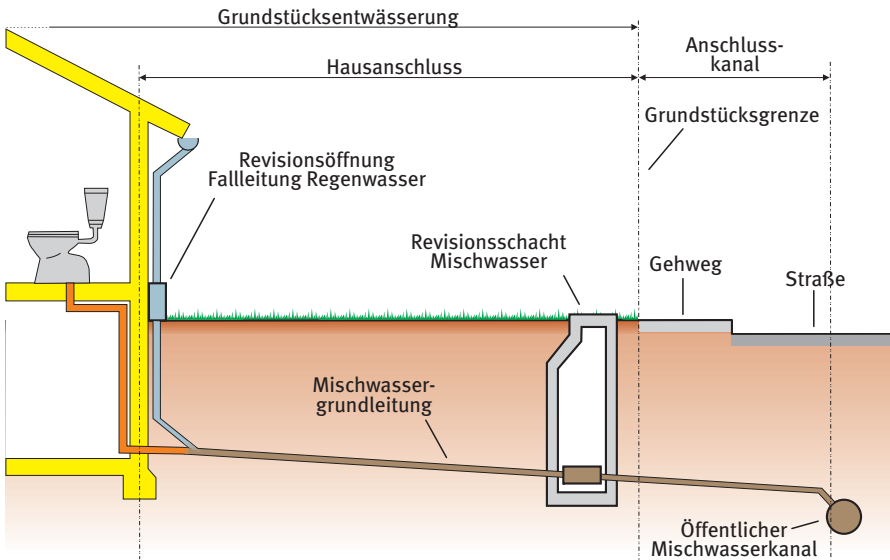 Grundstücksentwässerung
Anschluss-
kanal
Hausanschluss
Grundstücksgrenze
Revisionsöffnung
Fallleitung Regenwasser
Revisionsschacht
Mischwasser
Gehweg
Straße
Mischwasser-
grundleitung
Öffentlicher
Mischwasserkanal